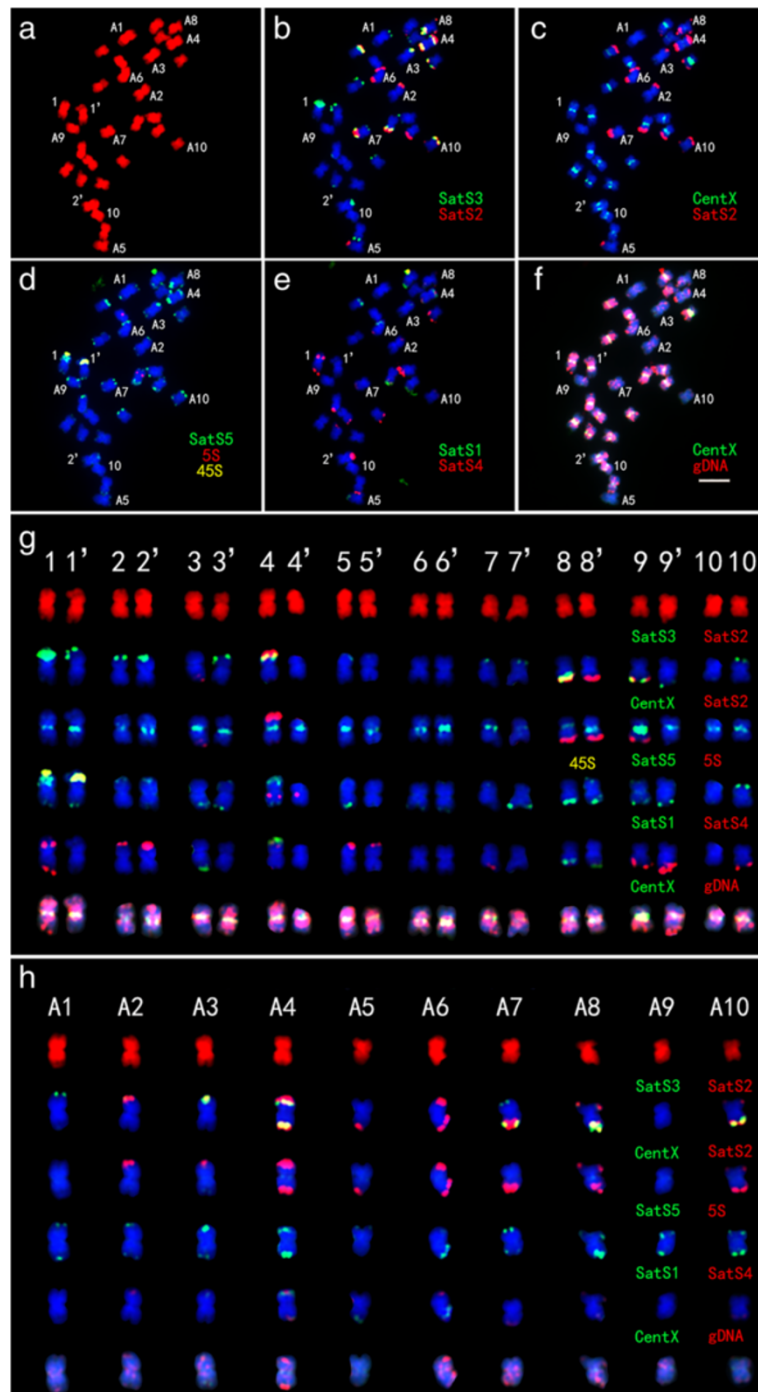 a
A1
A8
A4
A3
A6
A2
1
1'
A9
A7
A10
2'
10
A5
b
A1
A8
A4
A3
A6
A2
1
1'
A9
A7
A10
SatS3
SatS2
2'
10
A5
c
A1
A8
A4
A3
A6
A2
1
1'
A9
A7
A10
CentX
SatS2
2'
10
A5
d
A1
A8
A4
A3
A6
A2
1
1'
A9
A7
A10
SatS5
5S
45S
2'
10
A5
e
A1
A8
A4
A3
A6
A2
1
1'
A9
A7
A10
SatS1
SatS4
2'
10
A5
f
A1
A8
A4
A3
A6
A2
1
1'
A9
A7
A10
CentX
gDNA
2'
10
A5
g
1 1' 2 2' 3 3' 4 4' 5 5' 6 6' 7 7' 8 8' 9 9' 10 10
SatS3 SatS2
CentX SatS2
45S SatS5 5S
SatS1 SatS4
CentX gDNA
h
A1 A2 A3 A4 A5 A6 A7 A8 A9 A10
SatS3 SatS2
CentX SatS2
SatS5 5S
SatS1 SatS4
CentX gDNA